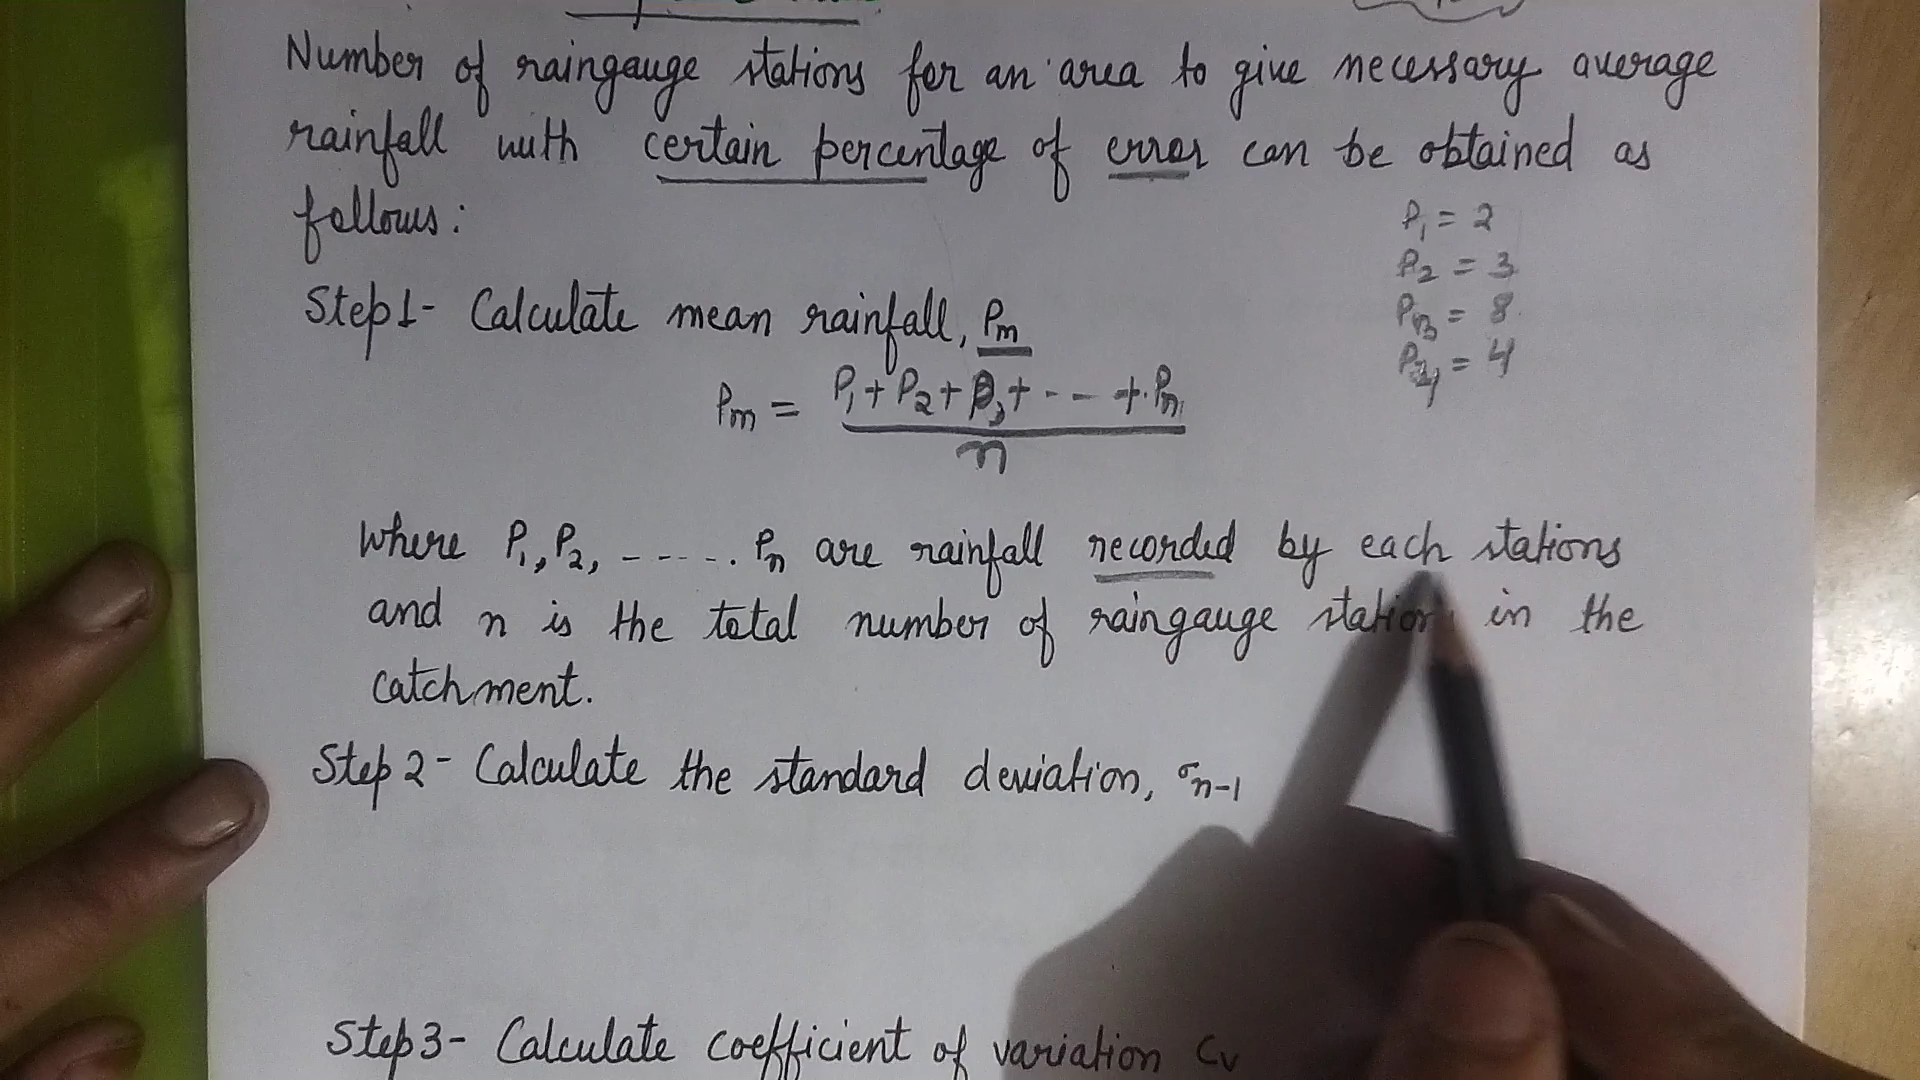 Number of raingauge stations for an area to give necessary average
rainfall with certain percentage of error can be obtained as
follows:
P1 = 2
P2 = 3
P3 = 8
P4 = 4
Step 1- Calculate mean rainfall, Pm
Pm = P1 + P2 + P3 + - - - + Pn
n
Where P1, P2, ------. Pn are rainfall recorded by each stations
and n is the total number of raingauge station in the
catchment.
Step 2- Calculate the standard deviation, σn-1
Step 3- Calculate coefficient of variation Cv